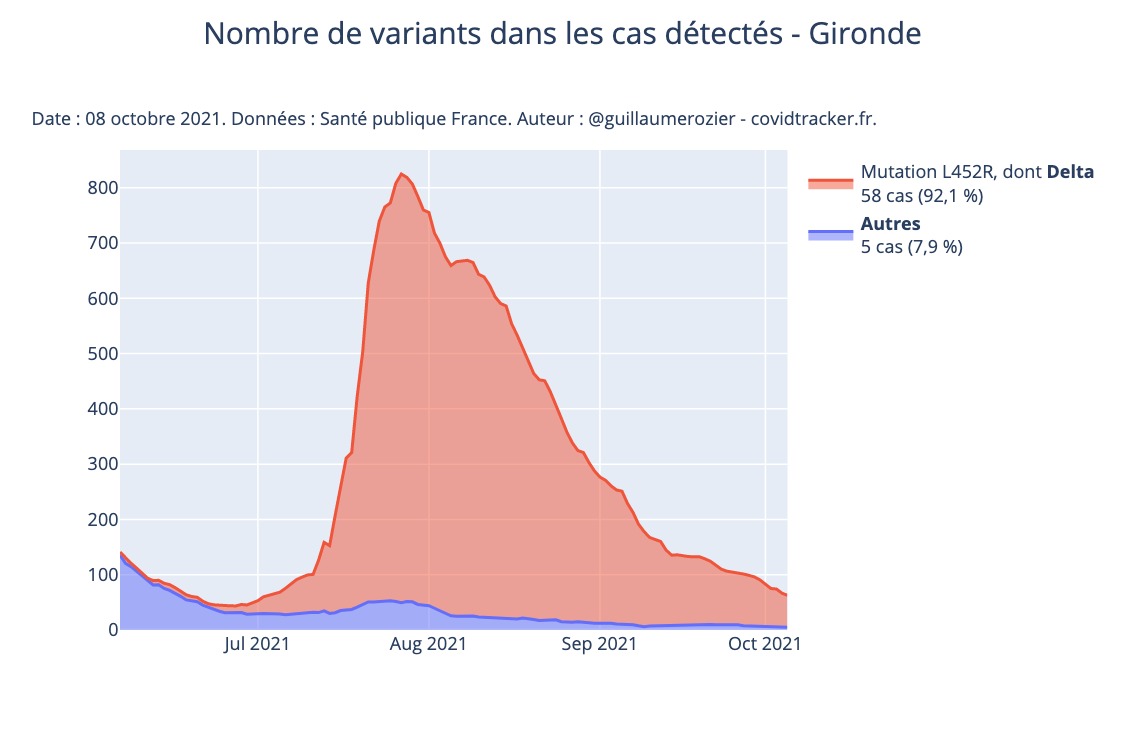 Nombre de variants dans les cas détectés - Gironde
Date : 08 octobre 2021. Données : Santé publique France. Auteur : @guillaumerozier - covidtracker.fr.
Mutation L452R, dont Delta
58 cas (92,1 %)
Autres
5 cas (7,9 %)
800
700
600
500
400
300
200
100
0
Jul 2021 Aug 2021 Sep 2021 Oct 2021